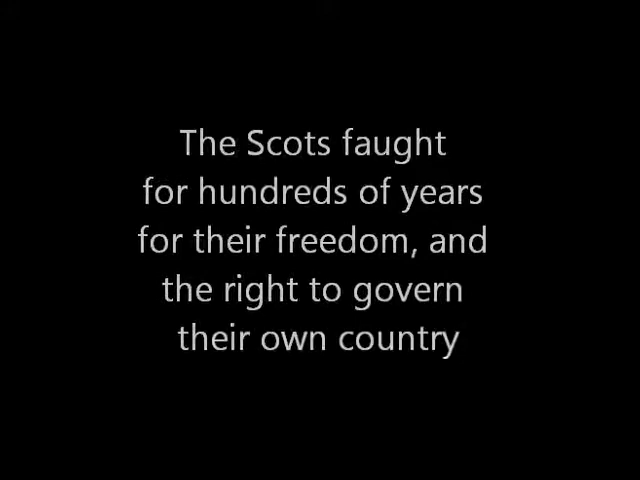 The Scots faught
for hundreds of years
for their freedom, and
the right to govern
their own country